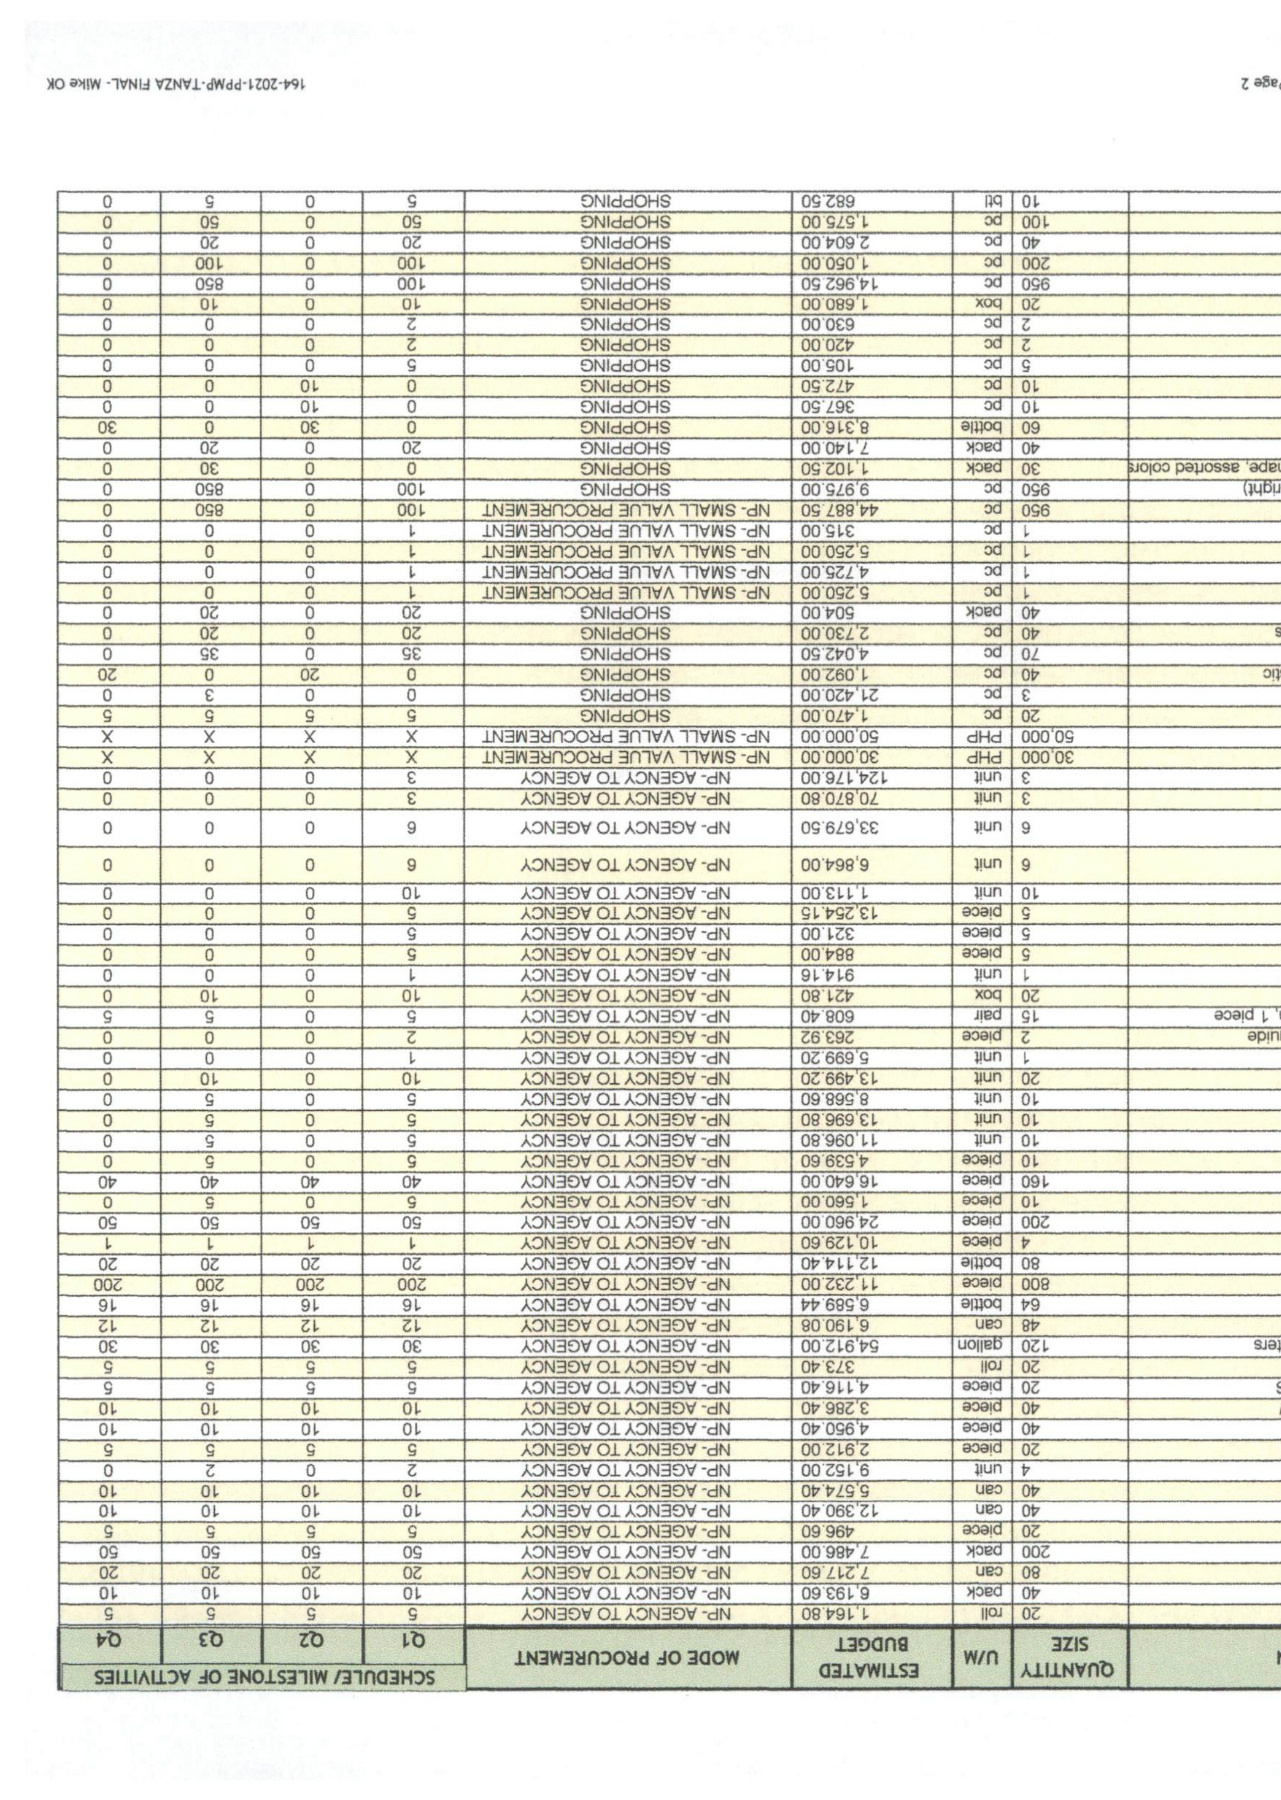 QUANTITY SIZE U/M ESTIMATED BUDGET MODE OF PROCUREMENT SCHEDULE/ MILESTONE OF ACTIVITIES
Q1 Q2 Q3 Q4
20 roll 1,164.80 NP- AGENCY TO AGENCY 5 5 5 5
40 pack 6,193.60 NP- AGENCY TO AGENCY 10 10 10 10
80 can 7,217.60 NP- AGENCY TO AGENCY 20 20 20 20
200 pack 7,486.00 NP- AGENCY TO AGENCY 50 50 50 50
20 piece 496.60 NP- AGENCY TO AGENCY 5 5 5 5
40 can 12,390.40 NP- AGENCY TO AGENCY 10 10 10 10
40 can 5,574.40 NP- AGENCY TO AGENCY 10 10 10 10
4 unit 9,152.00 NP- AGENCY TO AGENCY 2 0 2 0
20 piece 2,912.00 NP- AGENCY TO AGENCY 5 5 5 5
40 piece 4,950.40 NP- AGENCY TO AGENCY 10 10 10 10
40 piece 3,286.40 NP- AGENCY TO AGENCY 10 10 10 10
s 20 piece 4,116.40 NP- AGENCY TO AGENCY 5 5 5 5
20 roll 373.40 NP- AGENCY TO AGENCY 5 5 5 5
ters 120 gallon 54,912.00 NP- AGENCY TO AGENCY 30 30 30 30
48 can 6,190.08 NP- AGENCY TO AGENCY 12 12 12 12
64 bottle 6,589.44 NP- AGENCY TO AGENCY 16 16 16 16
800 piece 11,232.00 NP- AGENCY TO AGENCY 200 200 200 200
80 bottle 12,114.40 NP- AGENCY TO AGENCY 20 20 20 20
4 piece 10,129.60 NP- AGENCY TO AGENCY 1 1 1 1
200 piece 24,960.00 NP- AGENCY TO AGENCY 50 50 50 50
10 piece 1,560.00 NP- AGENCY TO AGENCY 5 0 5 0
160 piece 16,640.00 NP- AGENCY TO AGENCY 40 40 40 40
10 piece 4,539.60 NP- AGENCY TO AGENCY 5 0 5 0
10 unit 11,096.80 NP- AGENCY TO AGENCY 5 0 5 0
10 unit 13,696.80 NP- AGENCY TO AGENCY 5 0 5 0
10 unit 8,568.60 NP- AGENCY TO AGENCY 5 0 5 0
20 unit 13,499.20 NP- AGENCY TO AGENCY 10 0 10 0
1 unit 5,699.20 NP- AGENCY TO AGENCY 1 0 0 0
uide 2 piece 263.92 NP- AGENCY TO AGENCY 2 0 0 0
, 1 piece 15 pair 608.40 NP- AGENCY TO AGENCY 5 0 5 5
20 box 421.80 NP- AGENCY TO AGENCY 10 0 10 0
1 unit 914.16 NP- AGENCY TO AGENCY 1 0 0 0
5 piece 884.00 NP- AGENCY TO AGENCY 5 0 0 0
5 piece 321.00 NP- AGENCY TO AGENCY 5 0 0 0
5 piece 13,254.15 NP- AGENCY TO AGENCY 5 0 0 0
10 unit 1,113.00 NP- AGENCY TO AGENCY 10 0 0 0
6 unit 6,864.00 NP- AGENCY TO AGENCY 6 0 0 0
6 unit 33,679.50 NP- AGENCY TO AGENCY 6 0 0 0
3 unit 70,870.80 NP- AGENCY TO AGENCY 3 0 0 0
3 unit 124,176.00 NP- AGENCY TO AGENCY 3 0 0 0
30,000 PHP 30,000.00 NP- SMALL VALUE PROCUREMENT X X X X
50,000 PHP 50,000.00 NP- SMALL VALUE PROCUREMENT X X X X
20 pc 1,470.00 SHOPPING 5 5 5 5
3 pc 21,420.00 SHOPPING 0 0 3 0
tic 40 pc 1,092.00 SHOPPING 0 20 0 20
70 pc 4,042.50 SHOPPING 35 0 35 0
s 40 pc 2,730.00 SHOPPING 20 0 20 0
40 pack 504.00 SHOPPING 20 0 20 0
1 pc 5,250.00 NP- SMALL VALUE PROCUREMENT 1 0 0 0
1 pc 4,725.00 NP- SMALL VALUE PROCUREMENT 1 0 0 0
1 pc 5,250.00 NP- SMALL VALUE PROCUREMENT 1 0 0 0
1 pc 315.00 NP- SMALL VALUE PROCUREMENT 1 0 0 0
950 pc 44,887.50 NP- SMALL VALUE PROCUREMENT 100 0 850 0
right) 950 pc 9,975.00 SHOPPING 100 0 850 0
hape, assorted colors 30 pack 1,102.50 SHOPPING 0 0 30 0
40 pack 7,140.00 SHOPPING 20 0 20 0
60 bottle 8,316.00 SHOPPING 0 30 0 30
10 pc 367.50 SHOPPING 0 10 0 0
10 pc 472.50 SHOPPING 0 10 0 0
5 pc 105.00 SHOPPING 5 0 0 0
2 pc 420.00 SHOPPING 2 0 0 0
2 pc 630.00 SHOPPING 2 0 0 0
20 box 1,680.00 SHOPPING 10 0 10 0
950 pc 14,962.50 SHOPPING 100 0 850 0
200 pc 1,050.00 SHOPPING 100 0 100 0
40 pc 2,604.00 SHOPPING 20 0 20 0
100 pc 1,575.00 SHOPPING 50 0 50 0
10 btl 682.50 SHOPPING 5 0 5 0
Page 2 164-2021-PPMP-TANZA FINAL- Mike OK